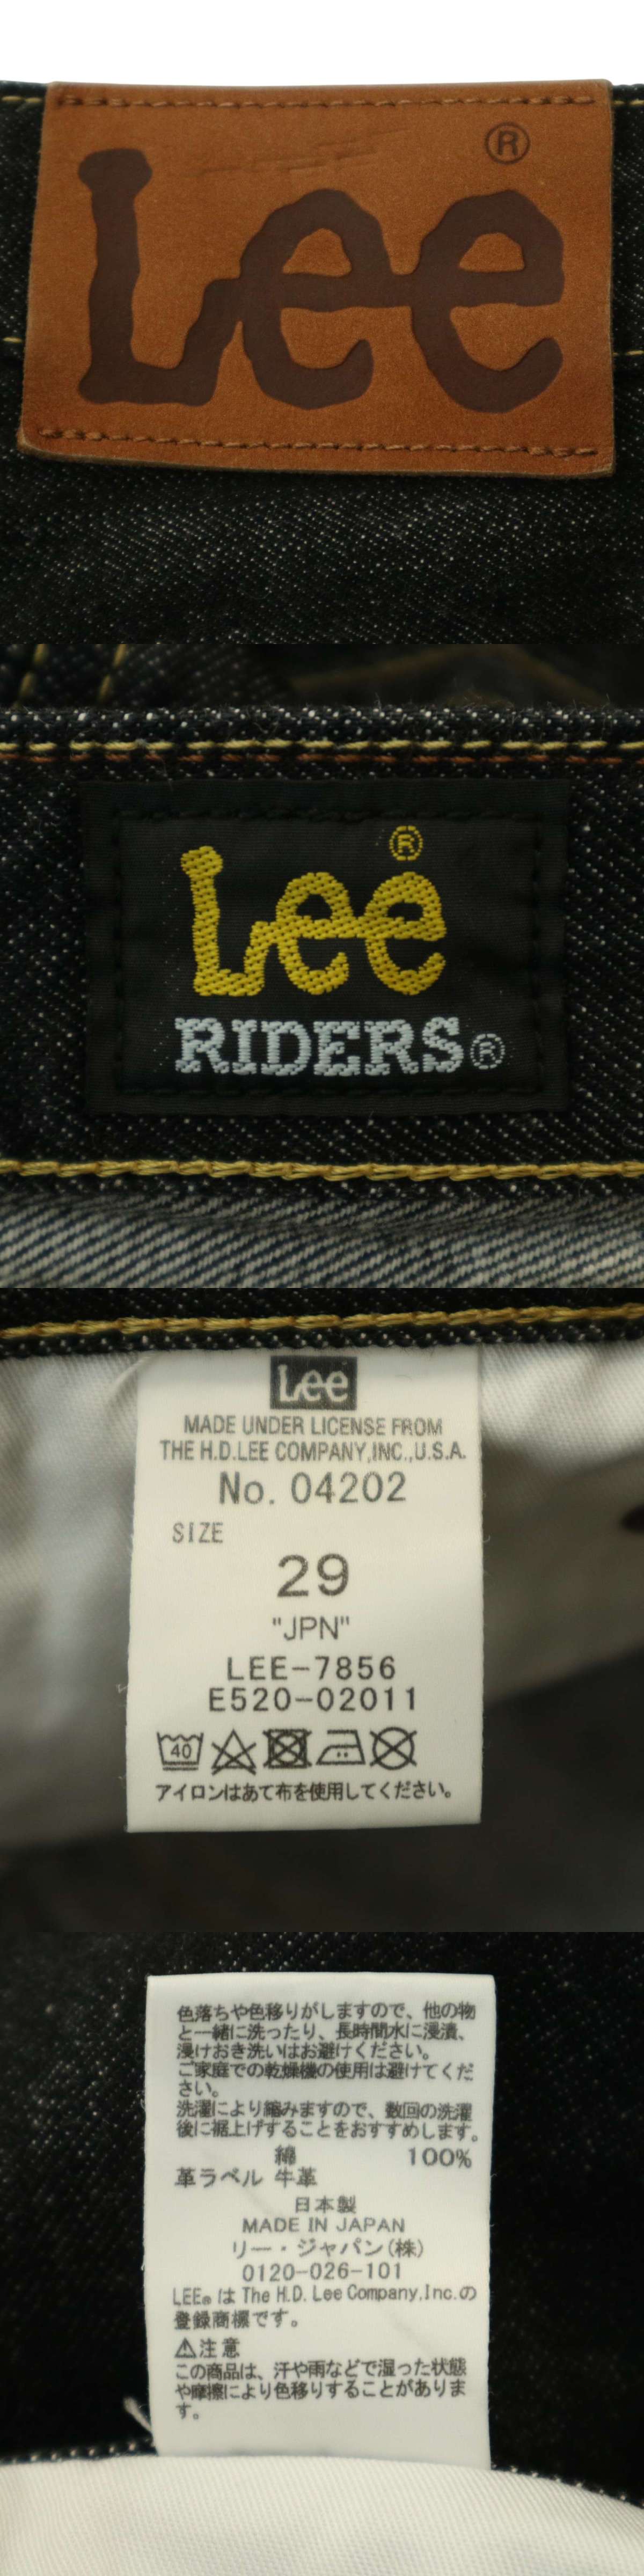 Lee®
Lee®
RIDERS®
Lee
MADE UNDER LICENSE FROM
THE H.D.LEE COMPANY,INC.,U.S.A.
No. 04202
SIZE
29
"JPN"
LEE-7856
E520-02011
40
アイロンはあて布を使用してください。
色落ちや色移りがしますので、他の物
と一緒に洗ったり、長時間水に浸漬、
浸けおき洗いはお避けください。
ご家庭での乾燥機の使用は避けてくだ
さい。
洗濯により縮みますので、数回の洗濯
後に裾上げすることをおすすめします。
綿 100%
革ラベル 牛革
日本製
MADE IN JAPAN
リー・ジャパン(株)
0120-026-101
LEE® は The H.D. Lee Company,Inc.の
登録商標です。
⚠注意
この商品は、汗や雨などで湿った状態
や摩擦により色移りすることがありま
す。